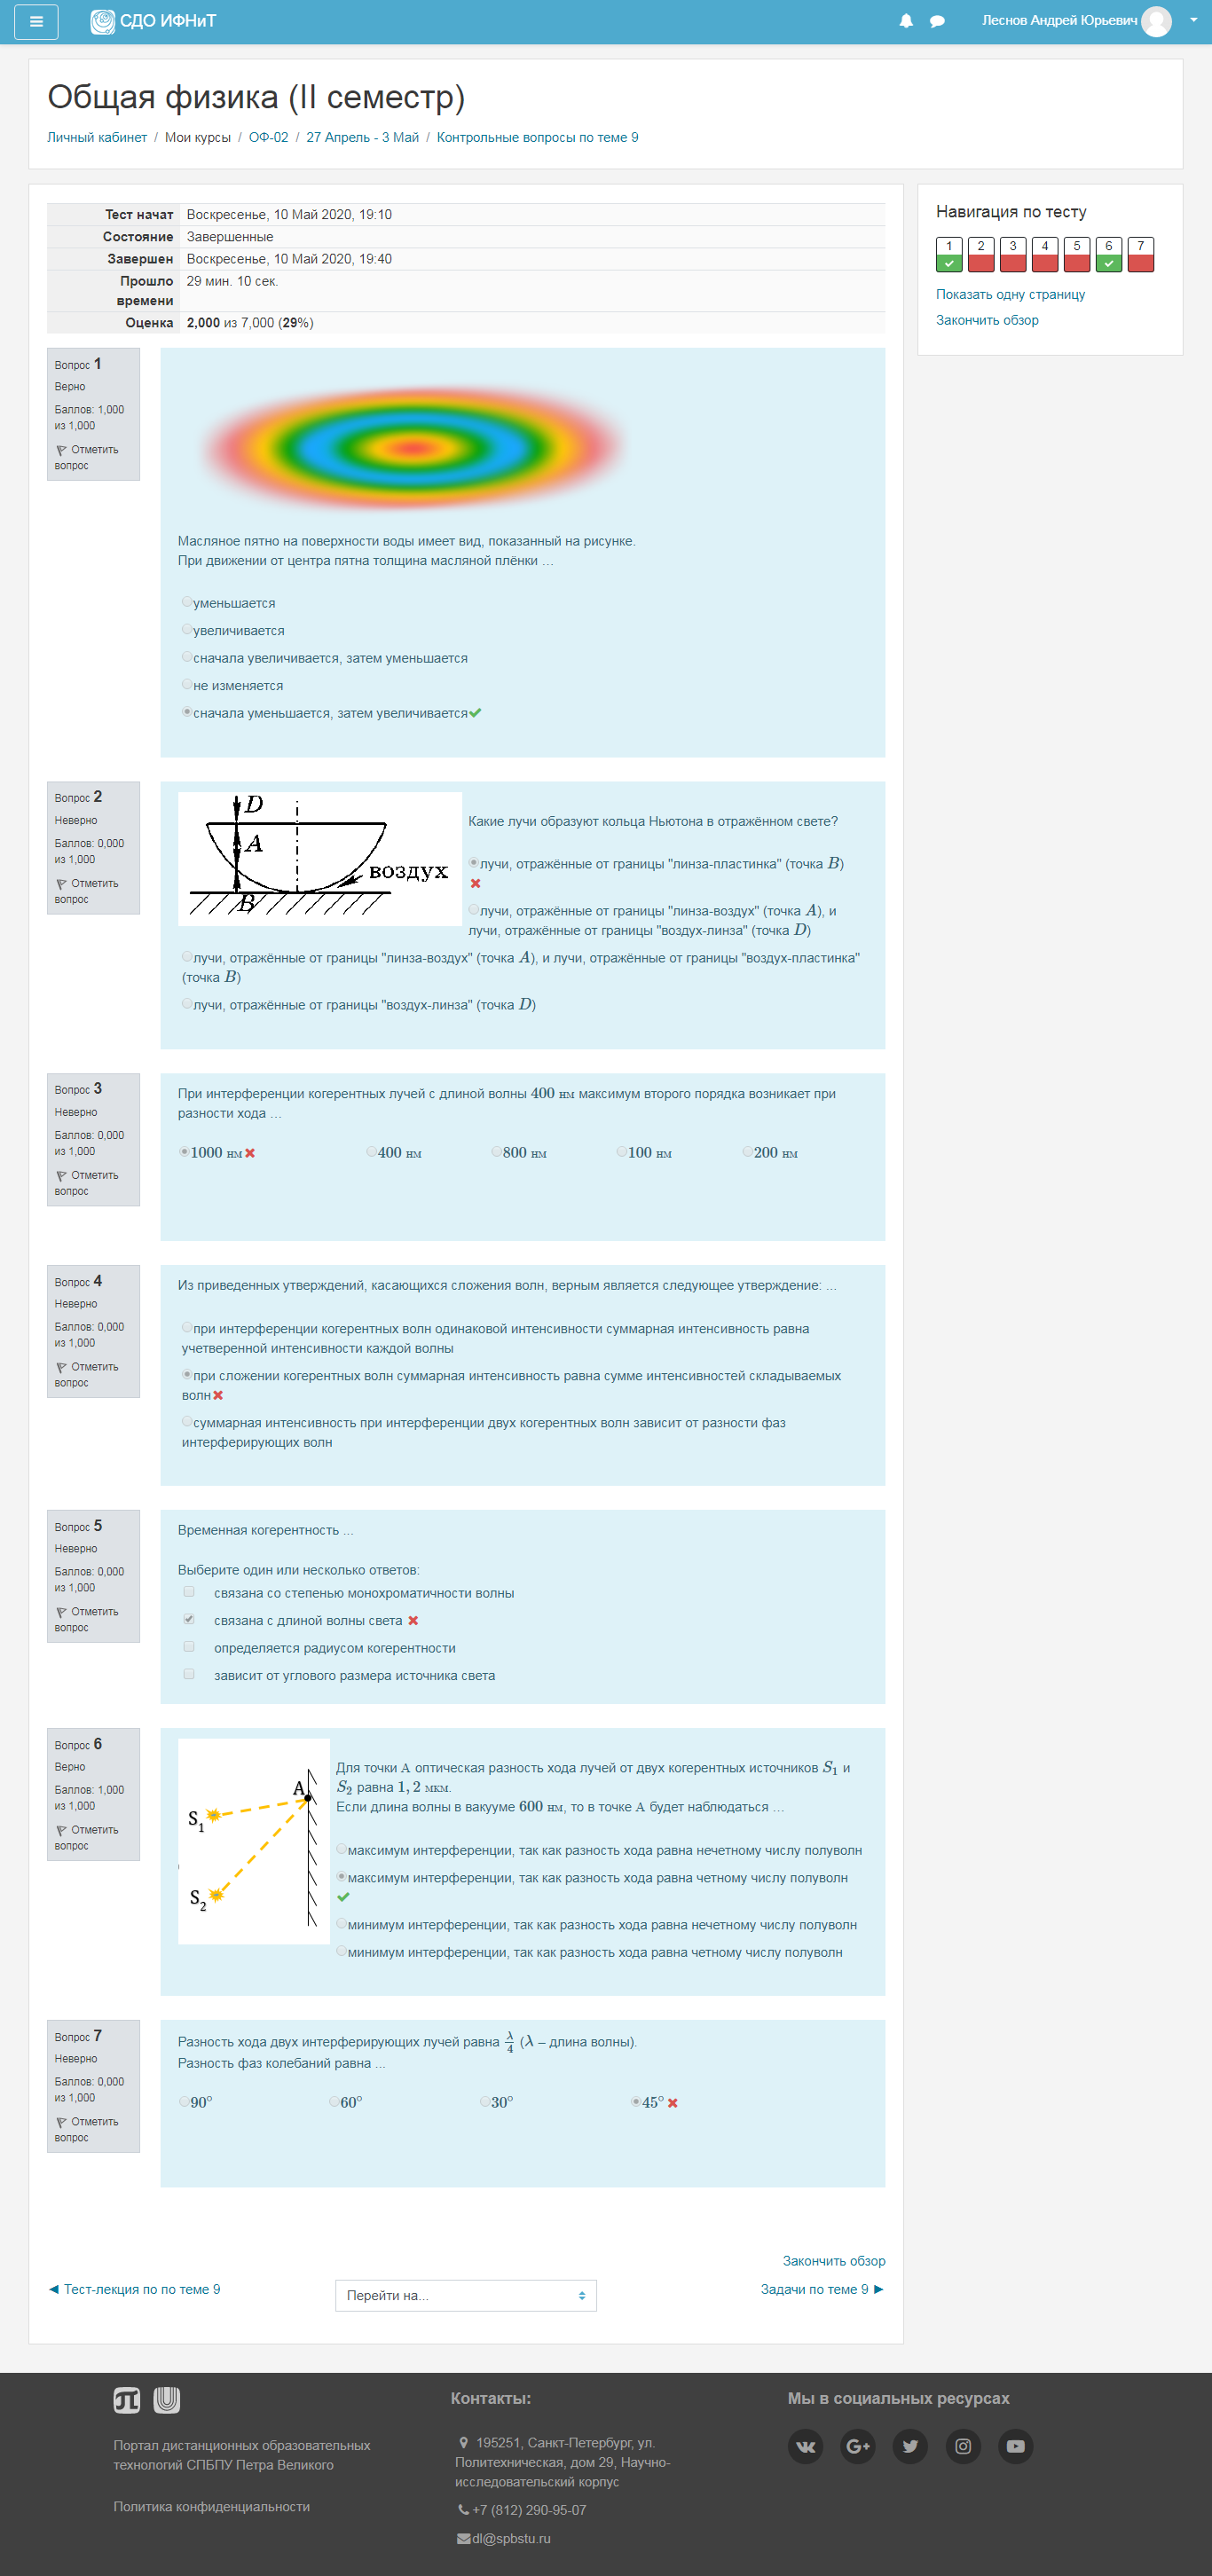 СДО ИФНиТ
Леснов Андрей Юрьевич
Общая физика (II семестр)
Личный кабинет / Мои курсы / ОФ-02 / 27 Апрель - 3 Май / Контрольные вопросы по теме 9
Тест начат Воскресенье, 10 Май 2020, 19:10
Состояние Завершенные
Завершен Воскресенье, 10 Май 2020, 19:40
Прошло 29 мин. 10 сек.
времени
Оценка 2,000 из 7,000 (29%)
Навигация по тесту
1 2 3 4 5 6 7
Показать одну страницу
Закончить обзор
Вопрос 1
Верно
Баллов: 1,000
из 1,000
Отметить
вопрос
Масляное пятно на поверхности воды имеет вид, показанный на рисунке.
При движении от центра пятна толщина масляной плёнки …
уменьшается
увеличивается
сначала увеличивается, затем уменьшается
не изменяется
сначала уменьшается, затем увеличивается
Вопрос 2
Неверно
Баллов: 0,000
из 1,000
Отметить
вопрос
D
A
воздух
B
Какие лучи образуют кольца Ньютона в отражённом свете?
лучи, отражённые от границы "линза-пластинка" (точка B)
лучи, отражённые от границы "линза-воздух" (точка A), и
лучи, отражённые от границы "воздух-линза" (точка D)
лучи, отражённые от границы "линза-воздух" (точка A), и лучи, отражённые от границы "воздух-пластинка"
(точка B)
лучи, отражённые от границы "воздух-линза" (точка D)
Вопрос 3
Неверно
Баллов: 0,000
из 1,000
Отметить
вопрос
При интерференции когерентных лучей с длиной волны 400 нм максимум второго порядка возникает при
разности хода …
1000 нм 400 нм 800 нм 100 нм 200 нм
Вопрос 4
Неверно
Баллов: 0,000
из 1,000
Отметить
вопрос
Из приведенных утверждений, касающихся сложения волн, верным является следующее утверждение: ...
при интерференции когерентных волн одинаковой интенсивности суммарная интенсивность равна
учетверенной интенсивности каждой волны
при сложении когерентных волн суммарная интенсивность равна сумме интенсивностей складываемых
волн
суммарная интенсивность при интерференции двух когерентных волн зависит от разности фаз
интерферирующих волн
Вопрос 5
Неверно
Баллов: 0,000
из 1,000
Отметить
вопрос
Временная когерентность ...
Выберите один или несколько ответов:
связана со степенью монохроматичности волны
связана с длиной волны света
определяется радиусом когерентности
зависит от углового размера источника света
Вопрос 6
Верно
Баллов: 1,000
из 1,000
Отметить
вопрос
A
S1
S2
Для точки A оптическая разность хода лучей от двух когерентных источников S1 и
S2 равна 1, 2 мкм.
Если длина волны в вакууме 600 нм, то в точке A будет наблюдаться …
максимум интерференции, так как разность хода равна нечетному числу полуволн
максимум интерференции, так как разность хода равна четному числу полуволн
минимум интерференции, так как разность хода равна нечетному числу полуволн
минимум интерференции, так как разность хода равна четному числу полуволн
Вопрос 7
Неверно
Баллов: 0,000
из 1,000
Отметить
вопрос
Разность хода двух интерферирующих лучей равна λ/4 (λ – длина волны).
Разность фаз колебаний равна ...
90° 60° 30° 45°
Закончить обзор
◄ Тест-лекция по по теме 9
Перейти на...
Задачи по теме 9 ►
Портал дистанционных образовательных
технологий СПБПУ Петра Великого
Политика конфиденциальности
Контакты:
195251, Санкт-Петербург, ул.
Политехническая, дом 29, Научно-
исследовательский корпус
+7 (812) 290-95-07
dl@spbstu.ru
Мы в социальных ресурсах